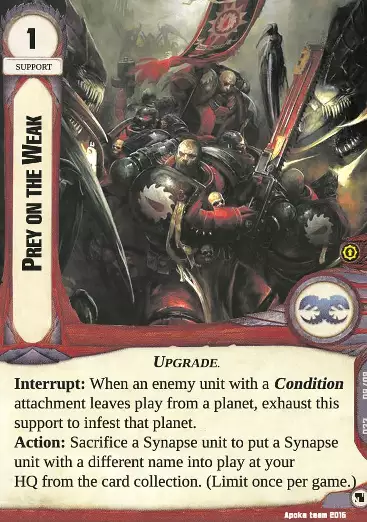 1
SUPPORT
PREY ON THE WEAK
UPGRADE.
Interrupt: When an enemy unit with a Condition
attachment leaves play from a planet, exhaust this
support to infest that planet.
Action: Sacrifice a Synapse unit to put a Synapse
unit with a different name into play at your
HQ from the card collection. (Limit once per game.)
Apoka team 2016